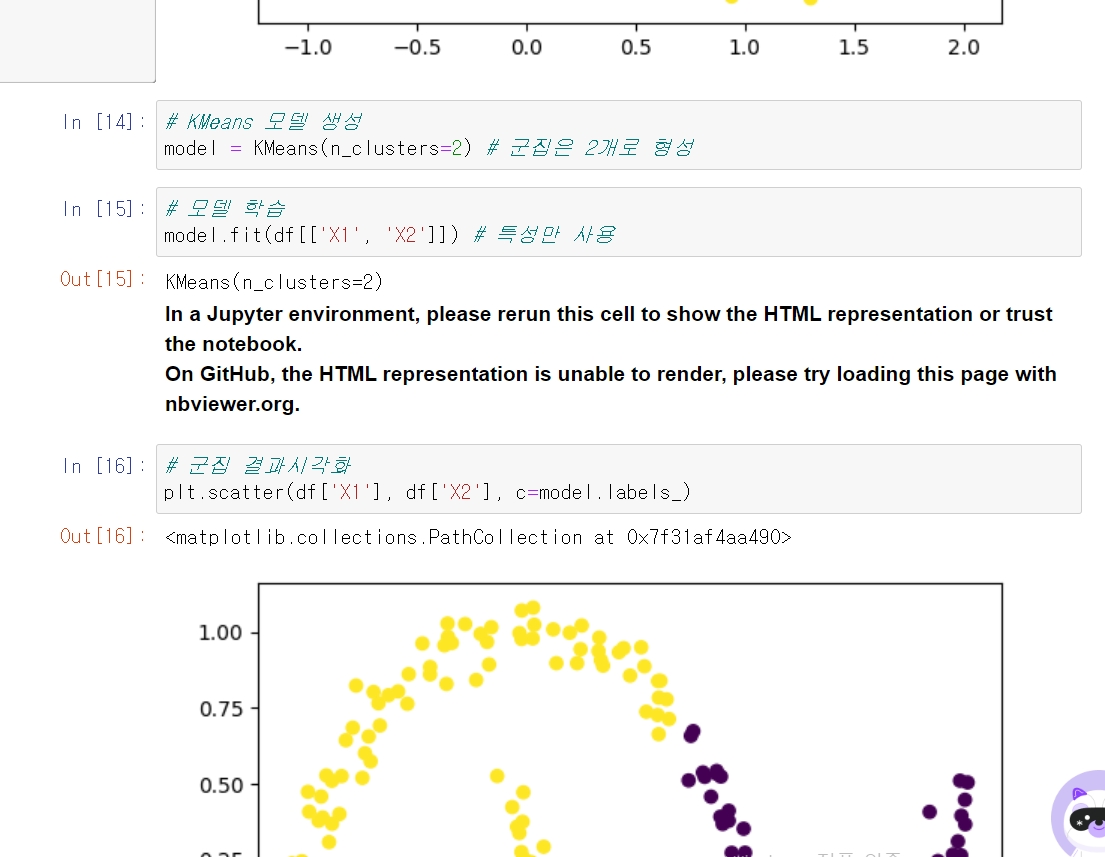 −1.0 −0.5 0.0 0.5 1.0 1.5 2.0
In [14]: # KMeans 모델 생성
model = KMeans(n_clusters=2) # 군집은 2개로 형성
In [15]: # 모델 학습
model.fit(df[['X1', 'X2']]) # 특성만 사용
Out[15]: KMeans(n_clusters=2)
In a Jupyter environment, please rerun this cell to show the HTML representation or trust
the notebook.
On GitHub, the HTML representation is unable to render, please try loading this page with
nbviewer.org.
In [16]: # 군집 결과시각화
plt.scatter(df['X1'], df['X2'], c=model.labels_)
Out[16]: <matplotlib.collections.PathCollection at 0x7f31af4aa490>
1.00
0.75
0.50